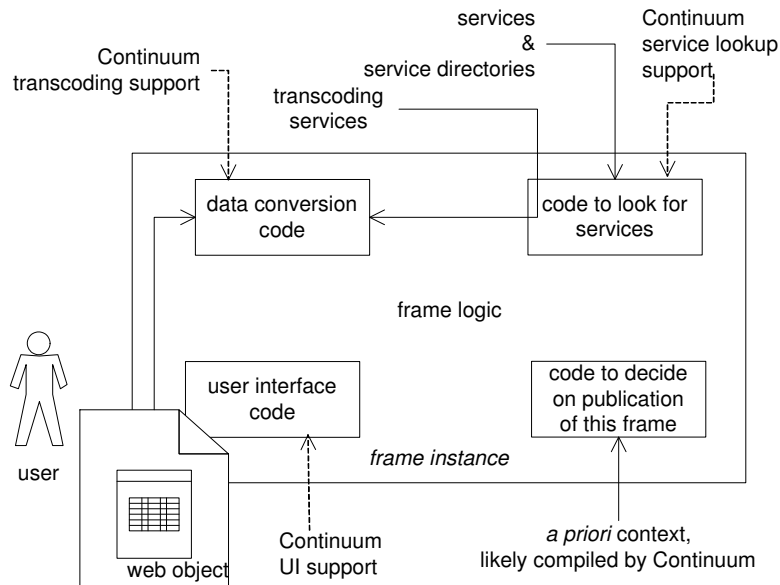 services
&
service directories
Continuum
service lookup
support
Continuum
transcoding support
transcoding
services
data conversion
code
code to look for
services
frame logic
user interface
code
code to decide
on publication
of this frame
user
frame instance
web object
Continuum
UI support
a priori context,
likely compiled by Continuum